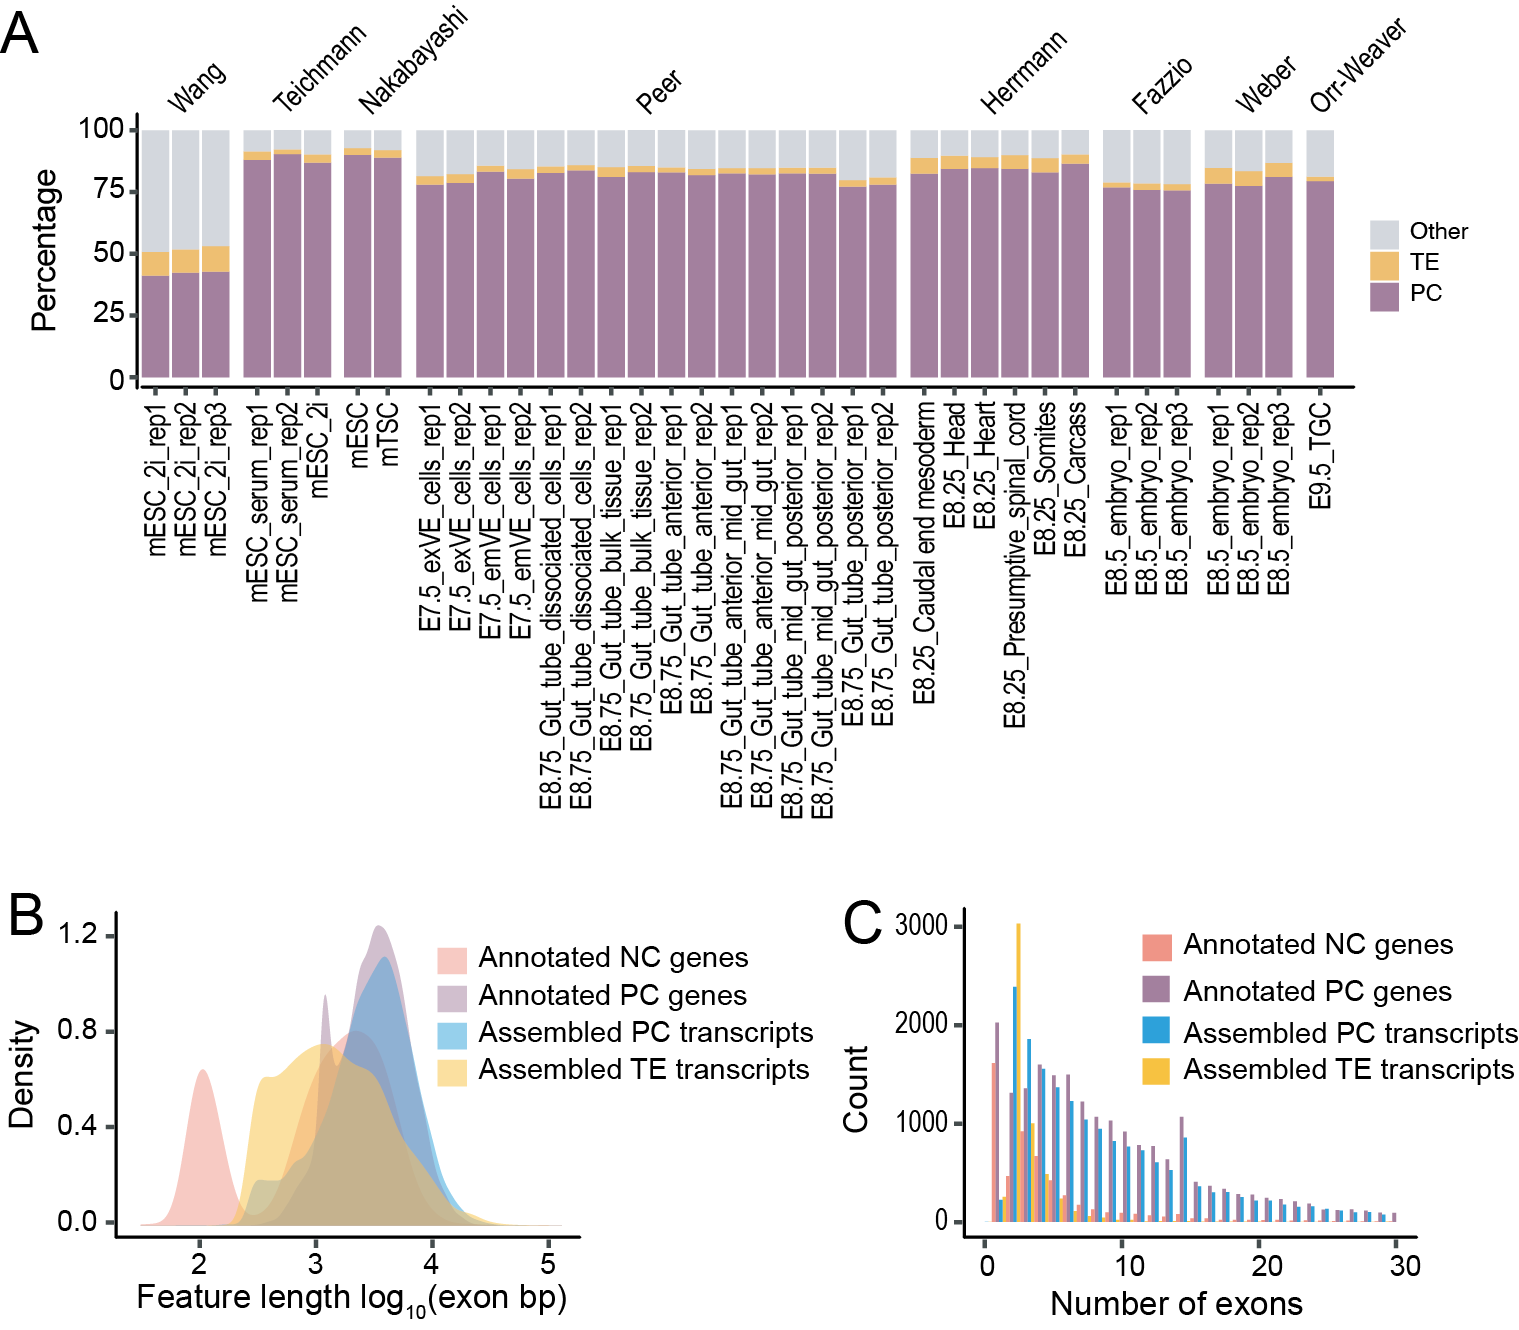 A
Wang
Teichmann
Nakabayashi
Peer
Herrmann
Fazzio
Weber
Orr-Weaver
Percentage
100
75
50
25
0
Other
TE
PC
mESC_2i_rep1
mESC_2i_rep2
mESC_2i_rep3
mESC_serum_rep1
mESC_serum_rep2
mESC_2i
mESC
mTSC
E7.5_exVE_cells_rep1
E7.5_exVE_cells_rep2
E7.5_emVE_cells_rep1
E7.5_emVE_cells_rep2
E8.75_Gut_tube_dissociated_cells_rep1
E8.75_Gut_tube_dissociated_cells_rep2
E8.75_Gut_tube_bulk_tissue_rep1
E8.75_Gut_tube_bulk_tissue_rep2
E8.75_Gut_tube_anterior_rep1
E8.75_Gut_tube_anterior_rep2
E8.75_Gut_tube_anterior_mid_gut_rep1
E8.75_Gut_tube_anterior_mid_gut_rep2
E8.75_Gut_tube_mid_gut_posterior_rep1
E8.75_Gut_tube_mid_gut_posterior_rep2
E8.75_Gut_tube_posterior_rep1
E8.75_Gut_tube_posterior_rep2
E8.25_Caudal end mesoderm
E8.25_Head
E8.25_Heart
E8.25_Presumptive_spinal_cord
E8.25_Somites
E8.25_Carcass
E8.5_embryo_rep1
E8.5_embryo_rep2
E8.5_embryo_rep3
E8.5_embryo_rep1
E8.5_embryo_rep2
E8.5_embryo_rep3
E9.5_TGC
B
Density
1.2
0.8
0.4
0.0
Annotated NC genes
Annotated PC genes
Assembled PC transcripts
Assembled TE transcripts
2 3 4 5
Feature length log10(exon bp)
C
Count
3000
2000
1000
0
Annotated NC genes
Annotated PC genes
Assembled PC transcripts
Assembled TE transcripts
0 10 20 30
Number of exons